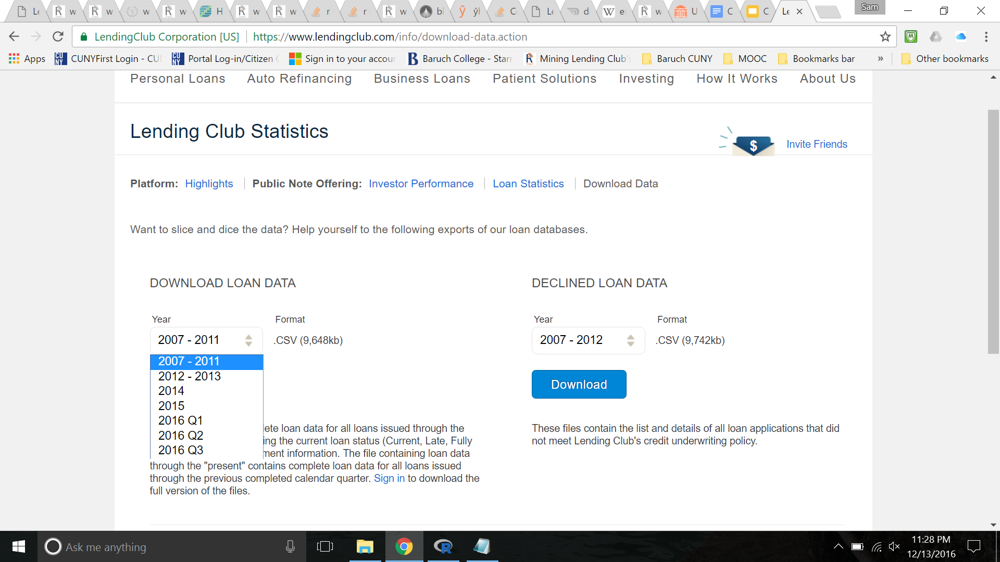 Sam
LendingClub Corporation [US] https://www.lendingclub.com/info/download-data.action
Apps CUNYFirst Login - CU Portal Log-in/Citizen Sign in to your accou Baruch College - Star Mining Lending Club's Baruch CUNY MOOC Bookmarks bar » Other bookmarks
Personal Loans Auto Refinancing Business Loans Patient Solutions Investing How It Works About Us
Lending Club Statistics
$ Invite Friends
Platform: Highlights Public Note Offering: Investor Performance Loan Statistics Download Data
Want to slice and dice the data? Help yourself to the following exports of our loan databases.
DOWNLOAD LOAN DATA
Year Format
2007 - 2011 .CSV (9,648kb)
2007 - 2011
2012 - 2013
2014
2015
2016 Q1
2016 Q2
2016 Q3
ete loan data for all loans issued through the
ing the current loan status (Current, Late, Fully
ment information. The file containing loan data
through the "present" contains complete loan data for all loans issued
through the previous completed calendar quarter. Sign in to download the
full version of the files.
DECLINED LOAN DATA
Year Format
2007 - 2012 .CSV (9,742kb)
Download
These files contain the list and details of all loan applications that did
not meet Lending Club's credit underwriting policy.
Ask me anything
11:28 PM
12/13/2016